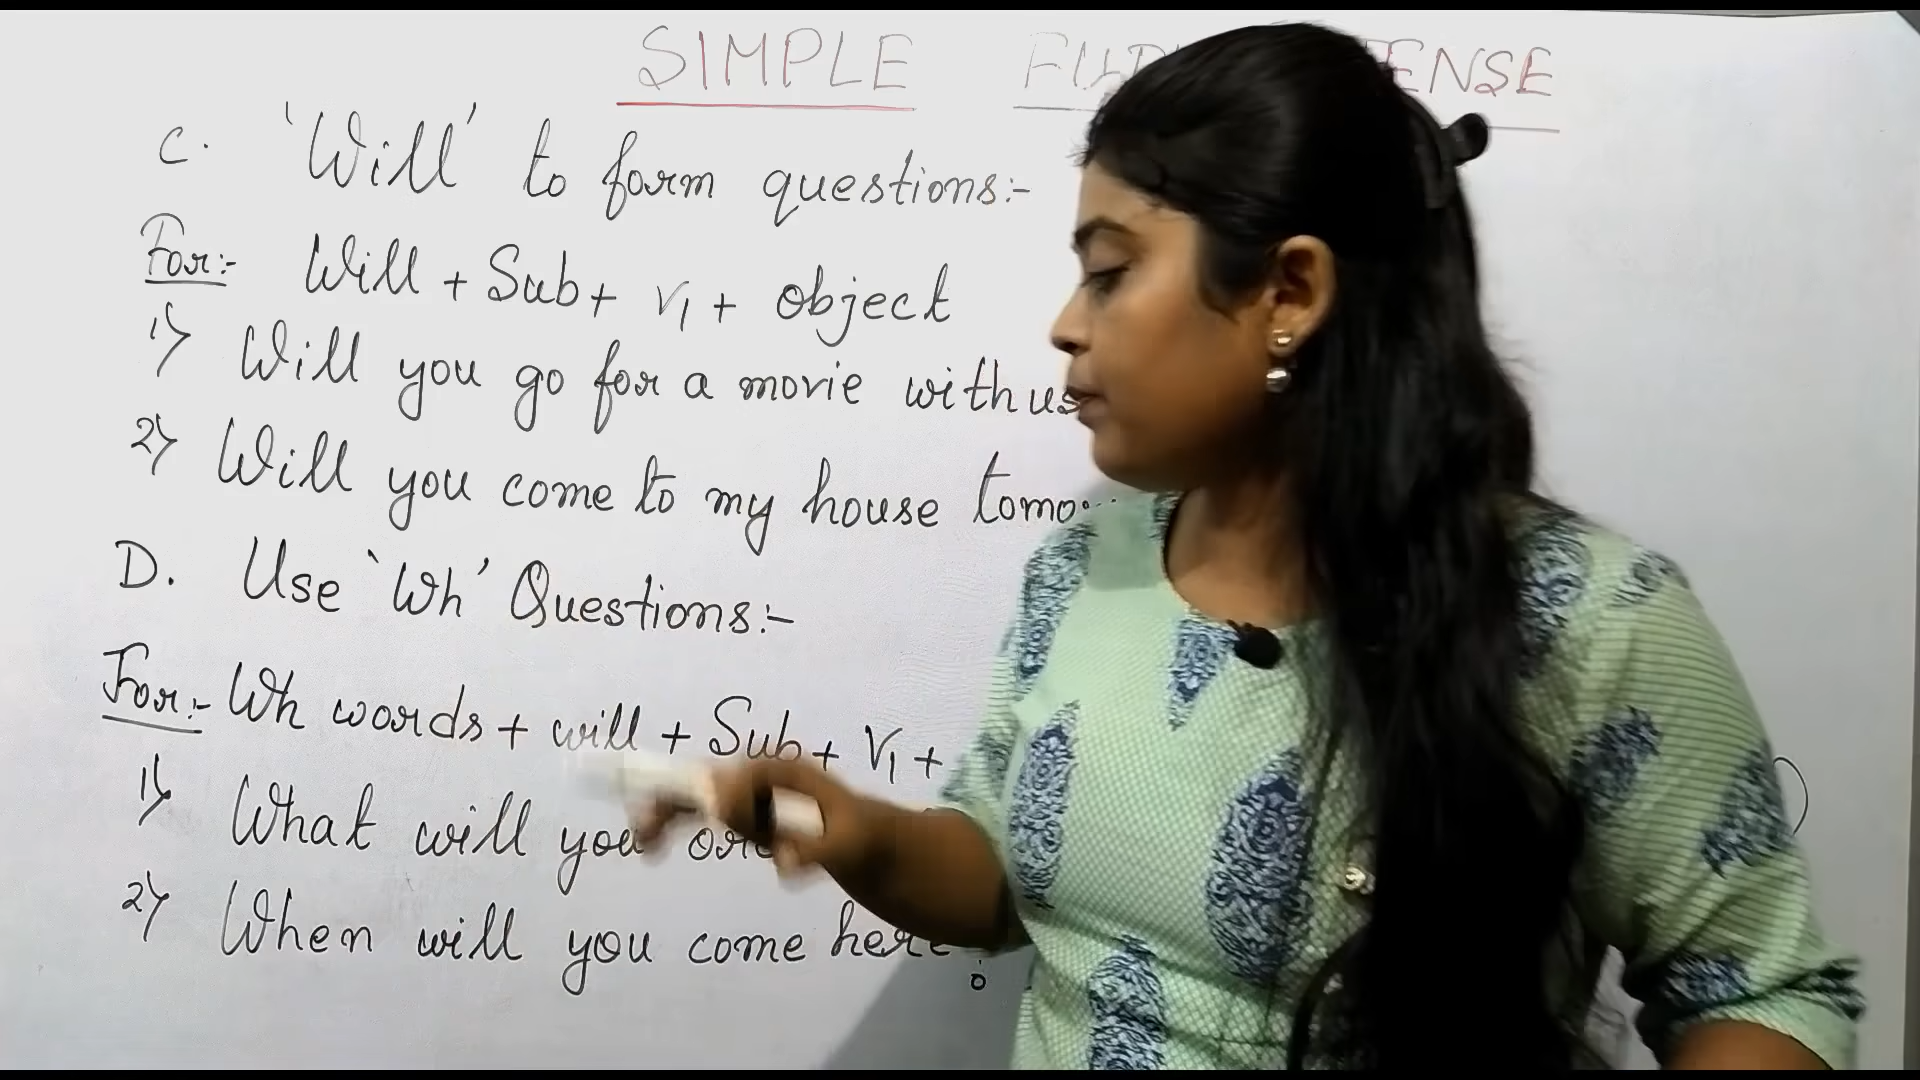 SIMPLE
C. 'Will' to form questions:-
For:- Will + Sub + V1 + object
1) Will you go for a movie with us
2) Will you come to my house
D. Use 'Wh' Questions:-
For:- Wh words + will + Sub + V1 +
1) What will you
2) When will you come here